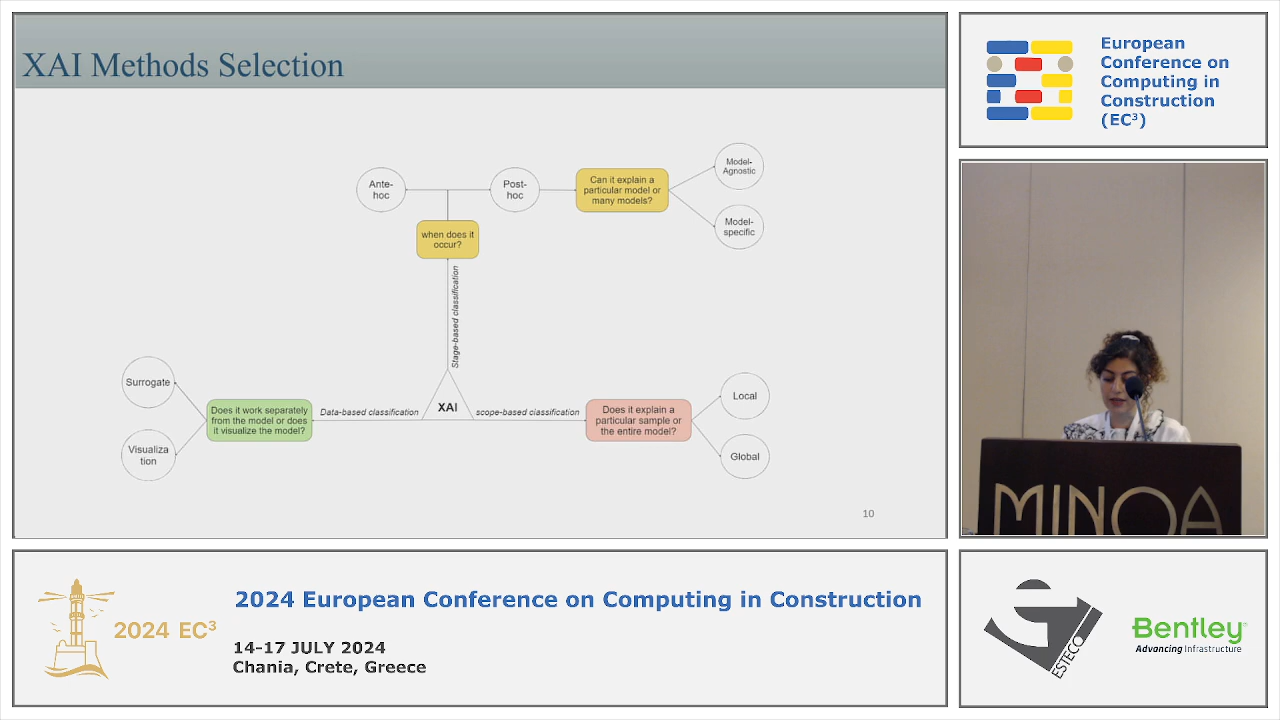 XAI Methods Selection
Ante-
hoc
Post-
hoc
Can it explain a
particular model or
many models?
Model-
Agnostic
Model-
specific
when does it
occur?
Stage-based classification
Surrogate
Visualiza
tion
Does it work separately
from the model or does
it visualize the model?
Data-based classification
XAI
scope-based classification
Does it explain a
particular sample or
the entire model?
Local
Global
10
European
Conference on
Computing in
Construction
(EC³)
MINOA
2024 EC³
2024 European Conference on Computing in Construction
14-17 JULY 2024
Chania, Crete, Greece
ESTECO
Bentley
Advancing Infrastructure